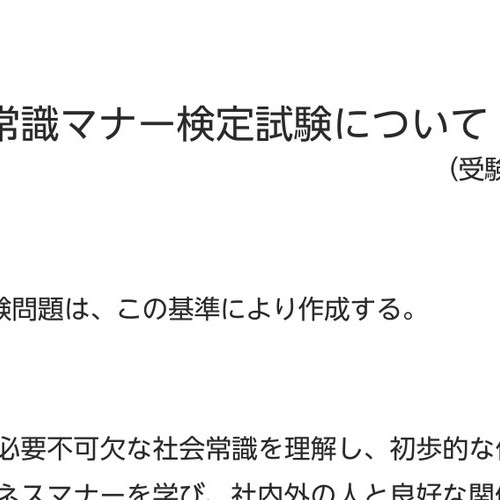 常識マナー検定試験について
（受験
験問題は、この基準により作成する。
必要不可欠な社会常識を理解し、初歩的な
ネスマナーを学び、社内外の人と良好な関